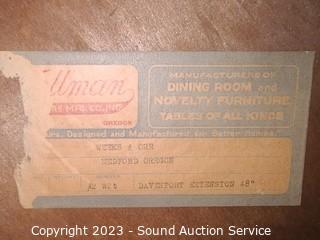 MANUFACTURERS OF
DINING ROOM and
NOVELTY FURNITURE
TABLES OF ALL KINDS
MFG. CO., INC.
OREGON
Designed and Manufactured for Better Homes."
WEEKS & ORR
MEDFORD OREGON
DAVENPORT EXTENSION 48"
Copyright © 2023 - Sound Auction Service